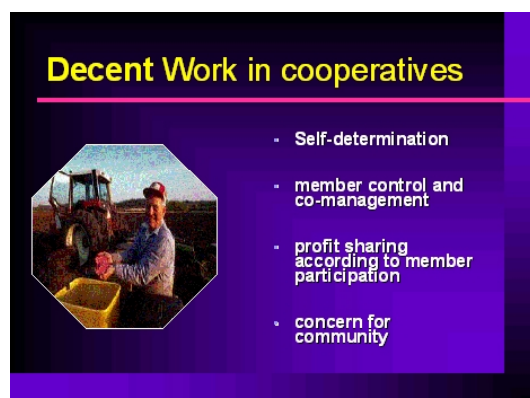 Decent Work in cooperatives
- Self-determination
- member control and
co-management
- profit sharing
according to member
participation
- concern for
community